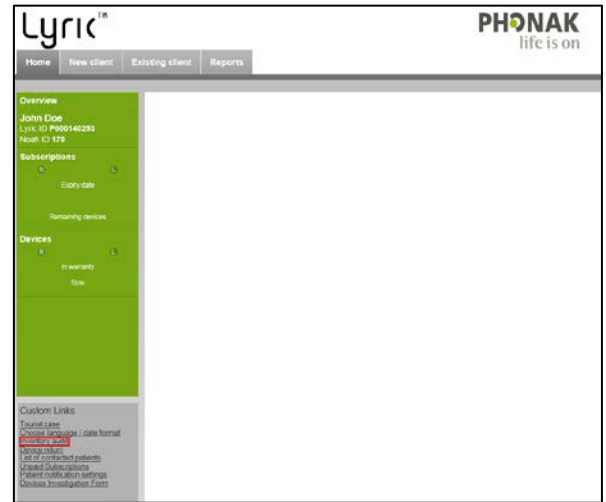 Lyric™
PHONAK
life is on
Home New client Existing client Reports
Overview
John Doe
Lyric ID P000140253
Noah ID 178
Subscriptions
Expiry date
Remaining devices
Devices
In warranty
Size
Custom Links
Tourist case
Choose language / date format
Inventory audit
Device return
List of contacted patients
Unpaid Subscriptions
Patient notification settings
Devices Investigation Form